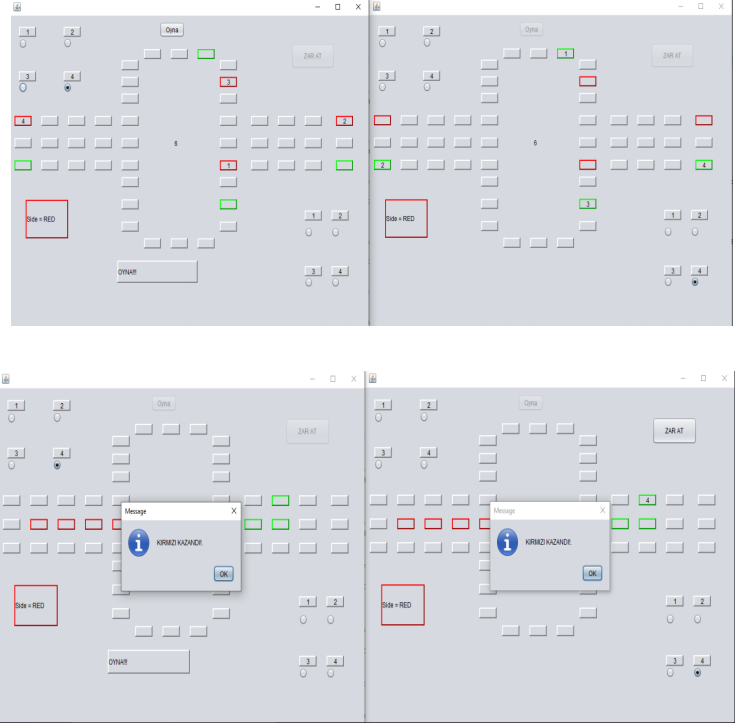 1 2 Oyna
ZAR AT
3 4
3
4 2
6
1
Side = RED
1 2
OYNA!!!
3 4
X
1 2 Oyna
1
ZAR AT
3 4
6
2 4
3
Side = RED
1 2
3 4
X
1 2 Oyna
ZAR AT
3 4
Message X
KIRMIZI KAZANDI!.
OK
Side = RED
1 2
OYNA!!!
3 4
X
1 2 Oyna
ZAR AT
3 4
4
Message X
KIRMIZI KAZANDI!.
OK
Side = RED
1 2
3 4